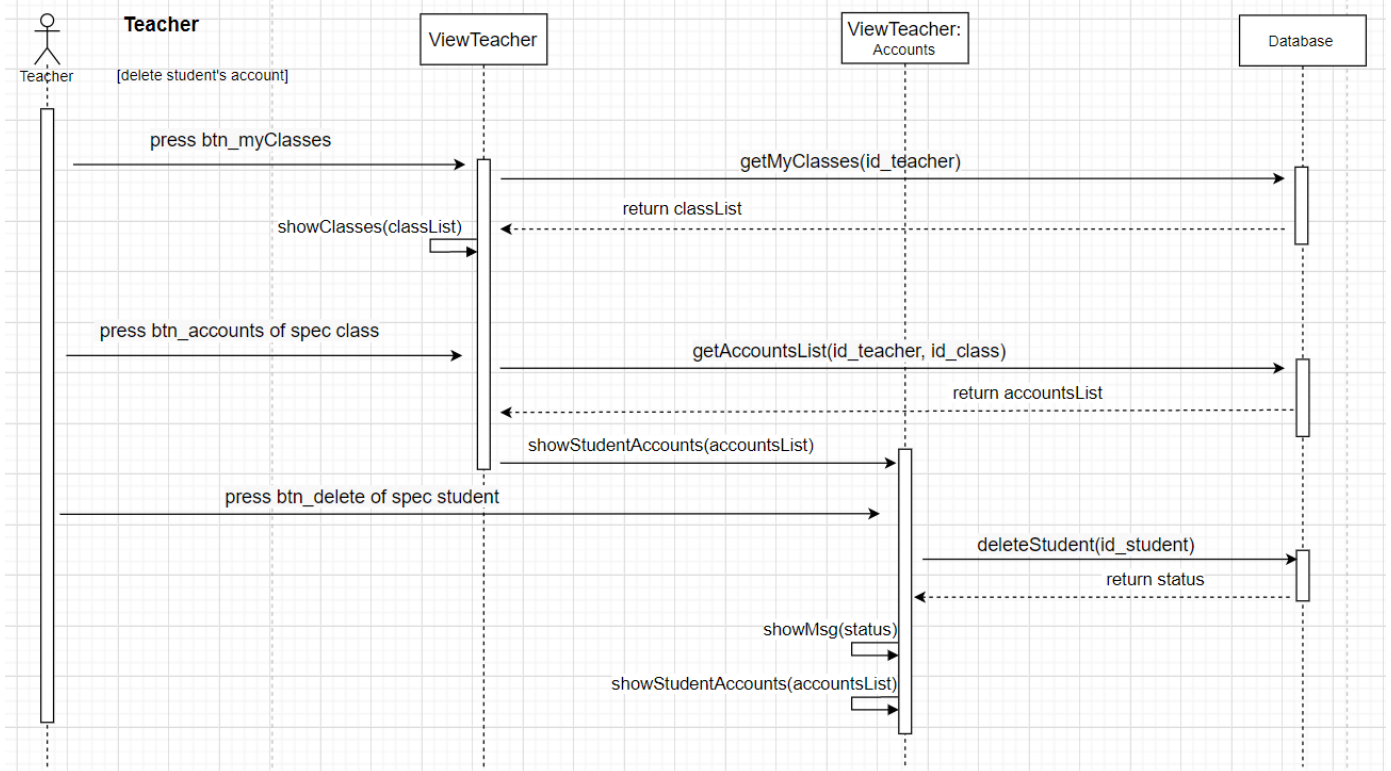 Teacher
ViewTeacher
ViewTeacher:
Accounts
Database
Teacher
[delete student's account]
press btn_myClasses
getMyClasses(id_teacher)
return classList
showClasses(classList)
press btn_accounts of spec class
getAccountsList(id_teacher, id_class)
return accountsList
showStudentAccounts(accountsList)
press btn_delete of spec student
deleteStudent(id_student)
return status
showMsg(status)
showStudentAccounts(accountsList)